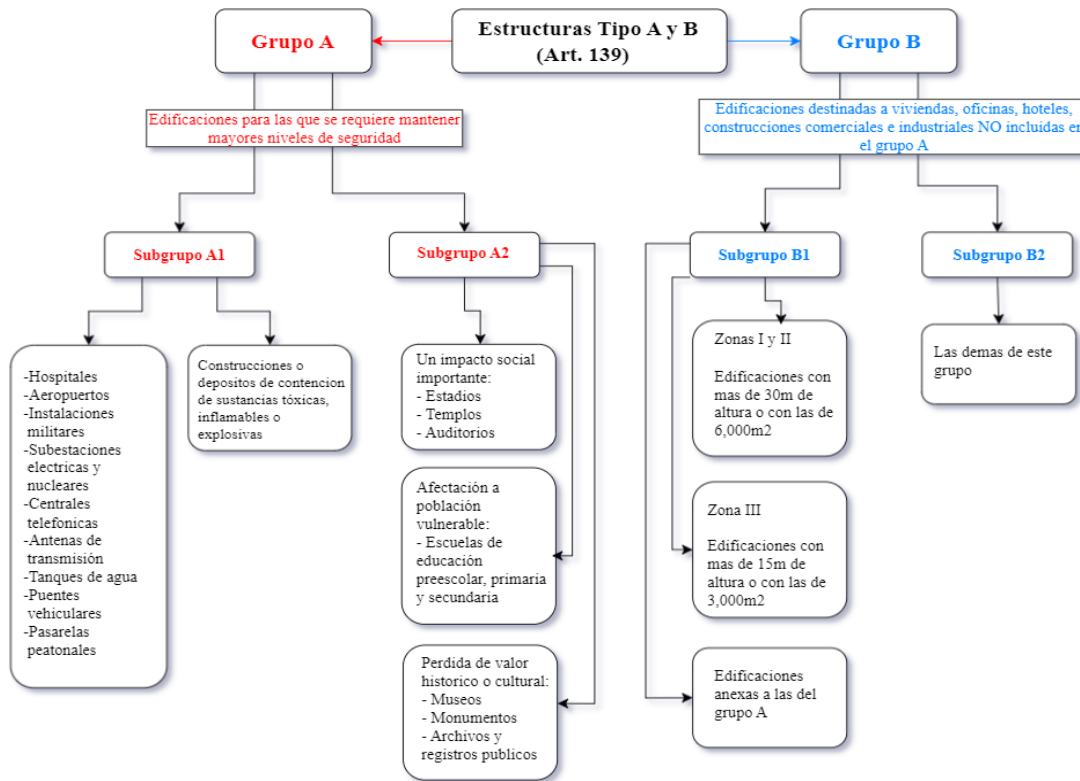 Estructuras Tipo A y B
(Art. 139)
Grupo A
Grupo B
Edificaciones para las que se requiere mantener
mayores niveles de seguridad
Edificaciones destinadas a viviendas, oficinas, hoteles,
construcciones comerciales e industriales NO incluidas en
el grupo A
Subgrupo A1
Subgrupo A2
Subgrupo B1
Subgrupo B2
-Hospitales
-Aeropuertos
-Instalaciones
militares
-Subestaciones
electricas y
nucleares
-Centrales
telefonicas
-Antenas de
transmisión
-Tanques de agua
-Puentes
vehiculares
-Pasarelas
peatonales
Construcciones o
depositos de contencion
de sustancias tóxicas,
inflamables o
explosivas
Un impacto social
importante:
- Estadios
- Templos
- Auditorios
Afectación a
población
vulnerable:
- Escuelas de
educación
preescolar, primaria
y secundaria
Perdida de valor
historico o cultural:
- Museos
- Monumentos
- Archivos y
registros publicos
Zonas I y II
Edificaciones con
mas de 30m de
altura o con las de
6,000m2
Zona III
Edificaciones con
mas de 15m de
altura o con las de
3,000m2
Edificaciones
anexas a las del
grupo A
Las demas de este
grupo